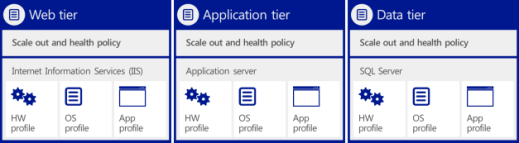 Web tier
Scale out and health policy
Internet Information Services (IIS)
HW profile
OS profile
App profile
Application tier
Scale out and health policy
Application server
HW profile
OS profile
App profile
Data tier
Scale out and health policy
SQL Server
HW profile
OS profile
App profile